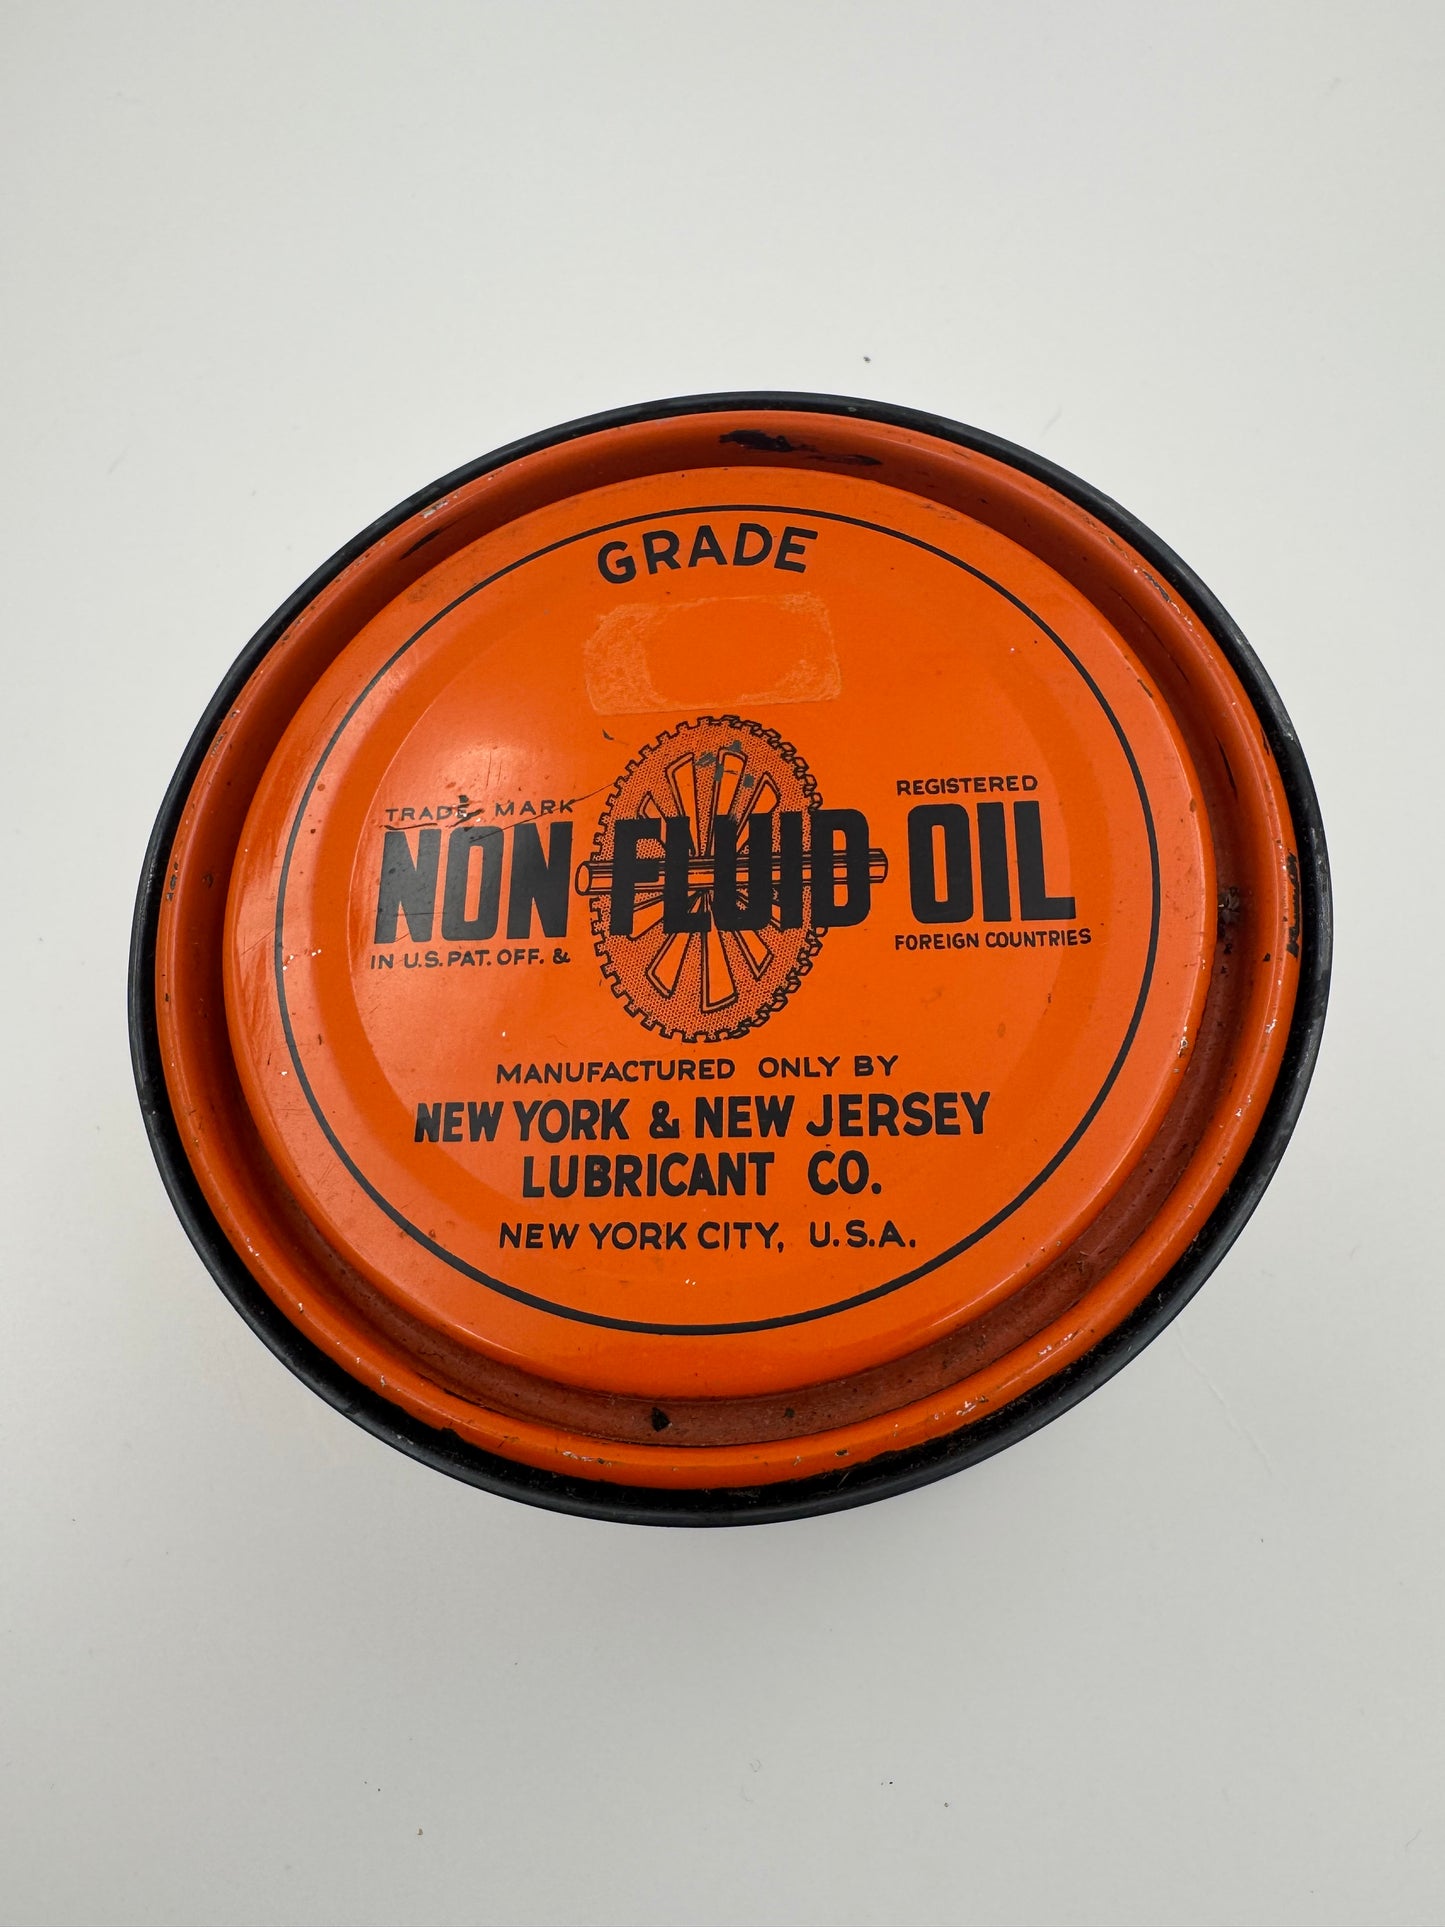 GRADE
TRADE MARK REGISTERED
NON FLUID OIL
IN U.S. PAT. OFF. & FOREIGN COUNTRIES
MANUFACTURED ONLY BY
NEW YORK & NEW JERSEY
LUBRICANT CO.
NEW YORK CITY, U.S.A.